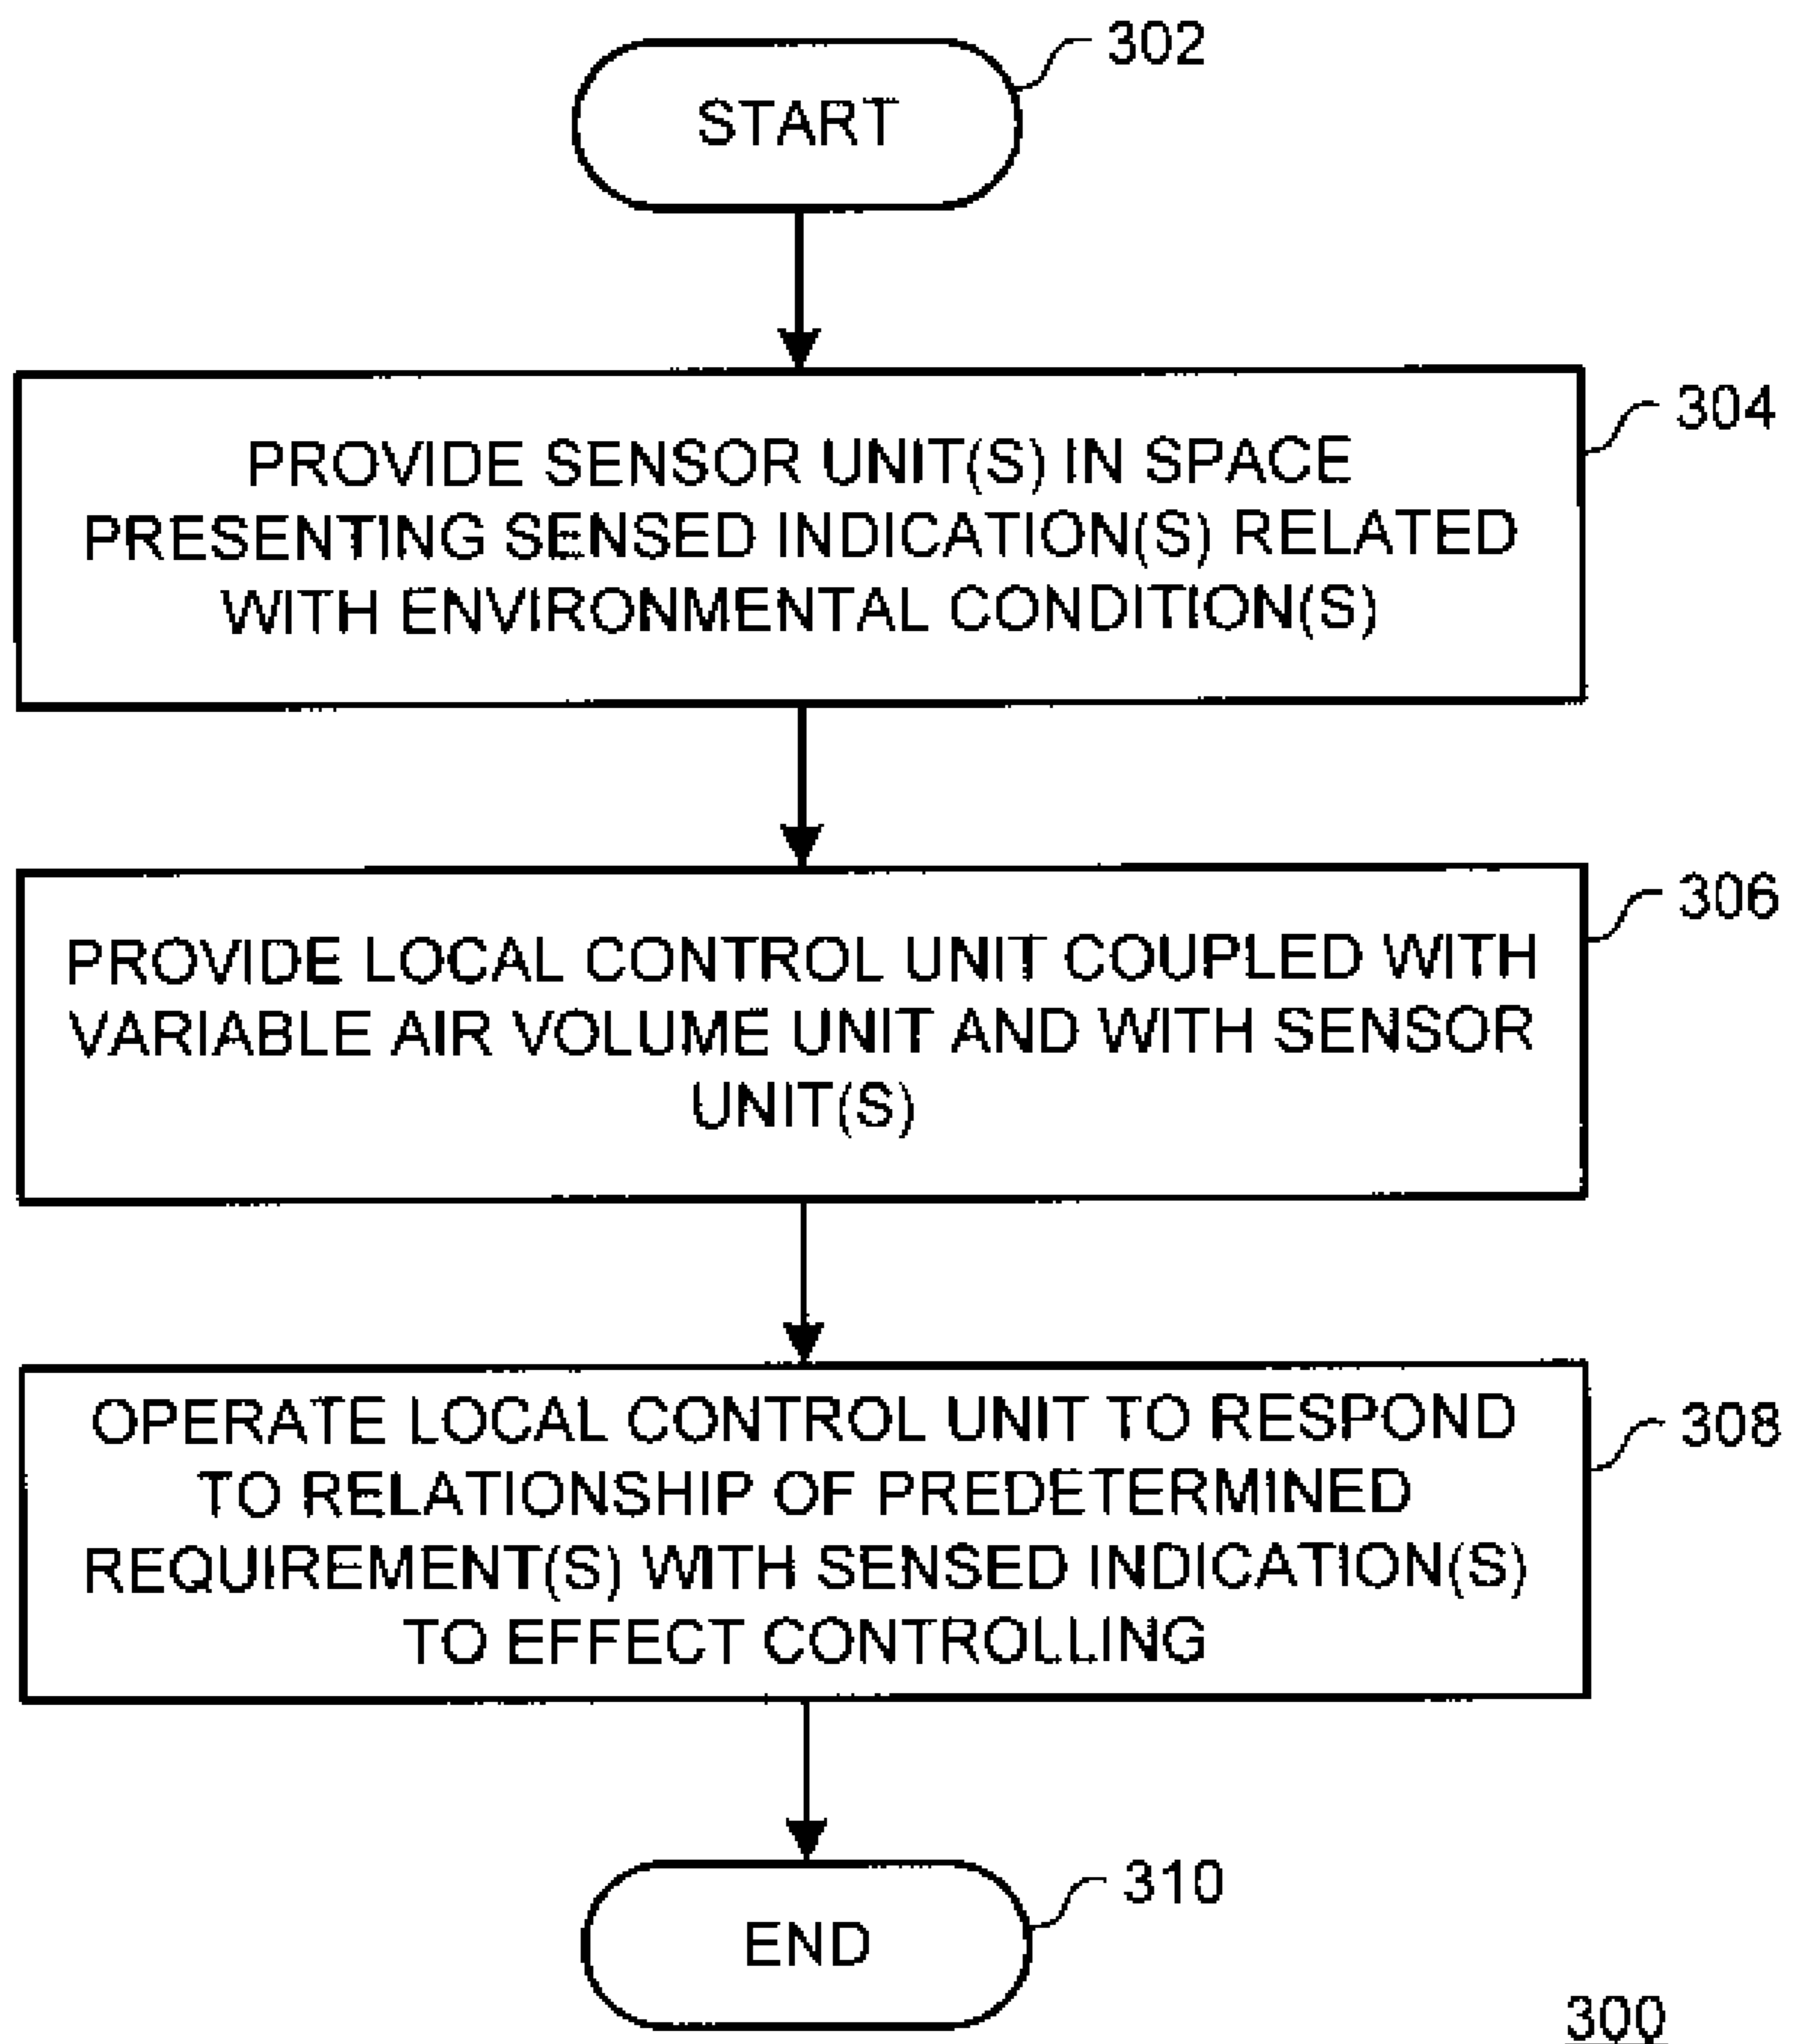 302
START
304
PROVIDE SENSOR UNIT(S) IN SPACE
PRESENTING SENSED INDICATION(S) RELATED
WITH ENVIRONMENTAL CONDITION(S)
306
PROVIDE LOCAL CONTROL UNIT COUPLED WITH
VARIABLE AIR VOLUME UNIT AND WITH SENSOR
UNIT(S)
308
OPERATE LOCAL CONTROL UNIT TO RESPOND
TO RELATIONSHIP OF PREDETERMINED
REQUIREMENT(S) WITH SENSED INDICATION(S)
TO EFFECT CONTROLLING
310
END
300